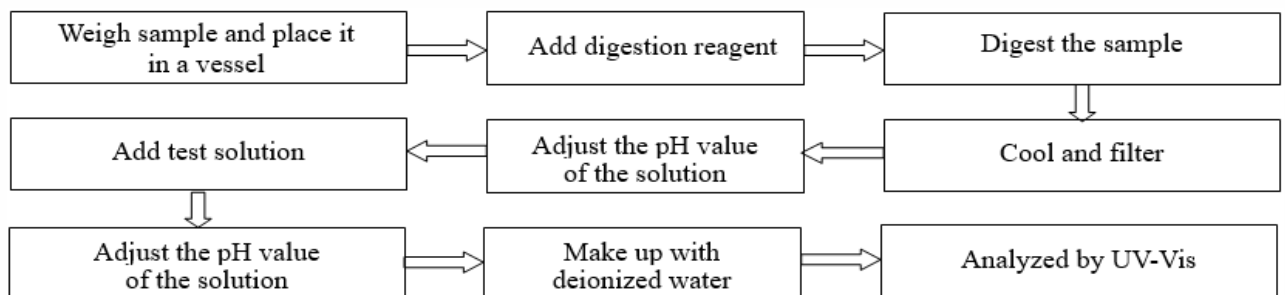 Weigh sample and place it
in a vessel
Add digestion reagent
Digest the sample
Cool and filter
Adjust the pH value
of the solution
Add test solution
Adjust the pH value
of the solution
Make up with
deionized water
Analyzed by UV-Vis